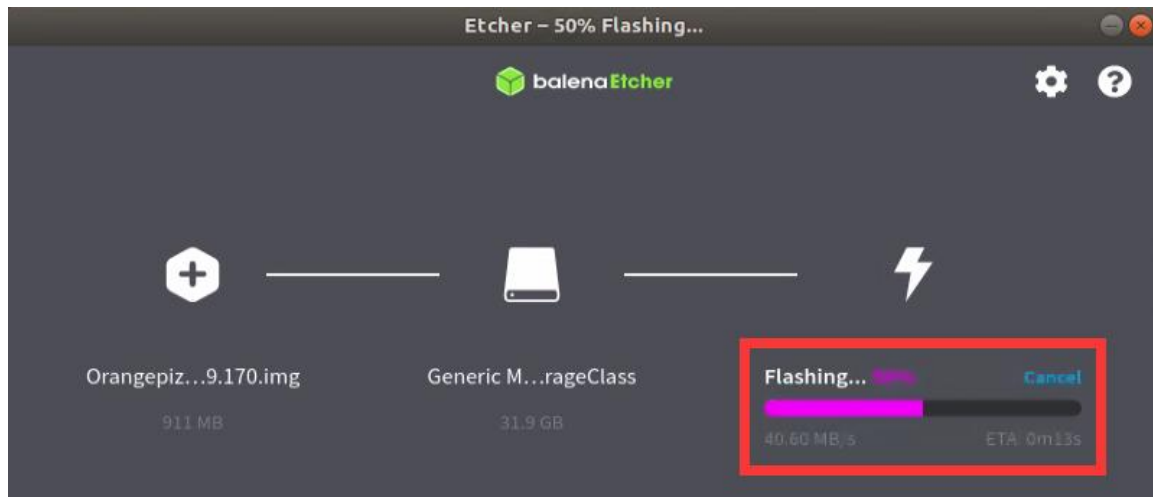 Etcher – 50% Flashing...
balenaEtcher
Orangepiz...9.170.img
911 MB
Generic M...rageClass
31.9 GB
Flashing... 50%
Cancel
40.60 MB/s
ETA: 0m13s